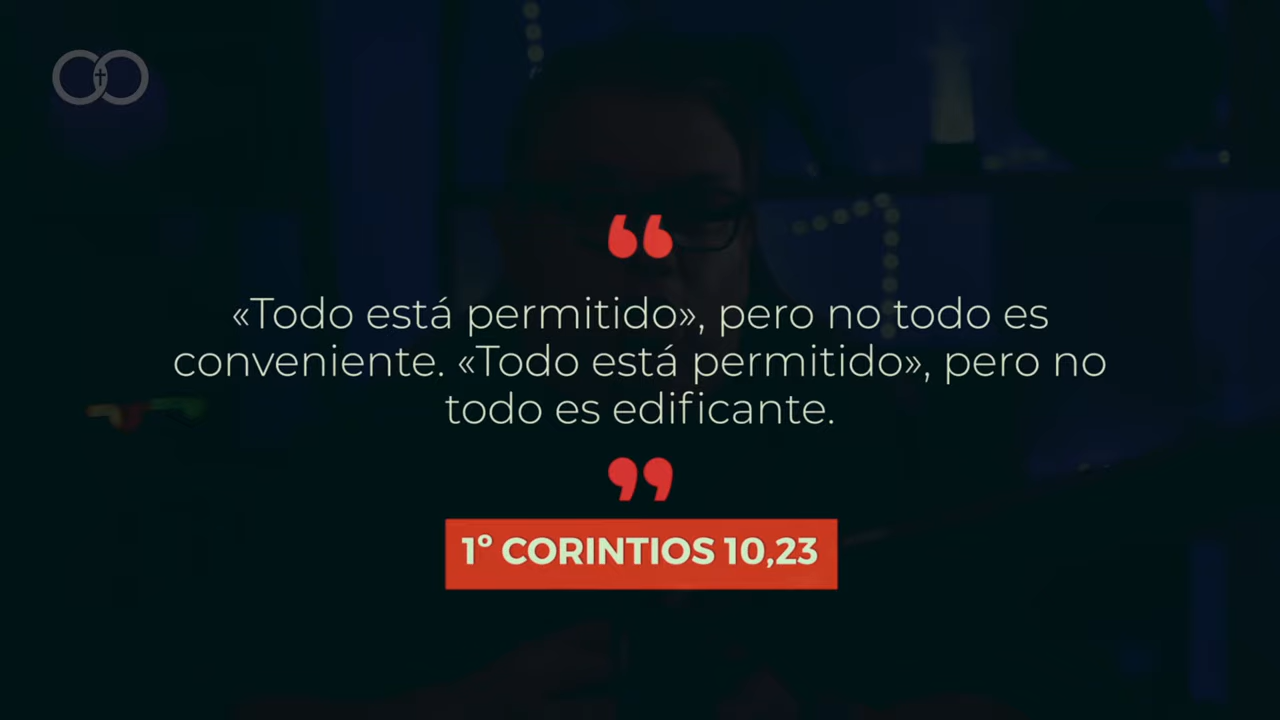 “
«Todo está permitido», pero no todo es
conveniente. «Todo está permitido», pero no
todo es edificante.
”
1º CORINTIOS 10,23